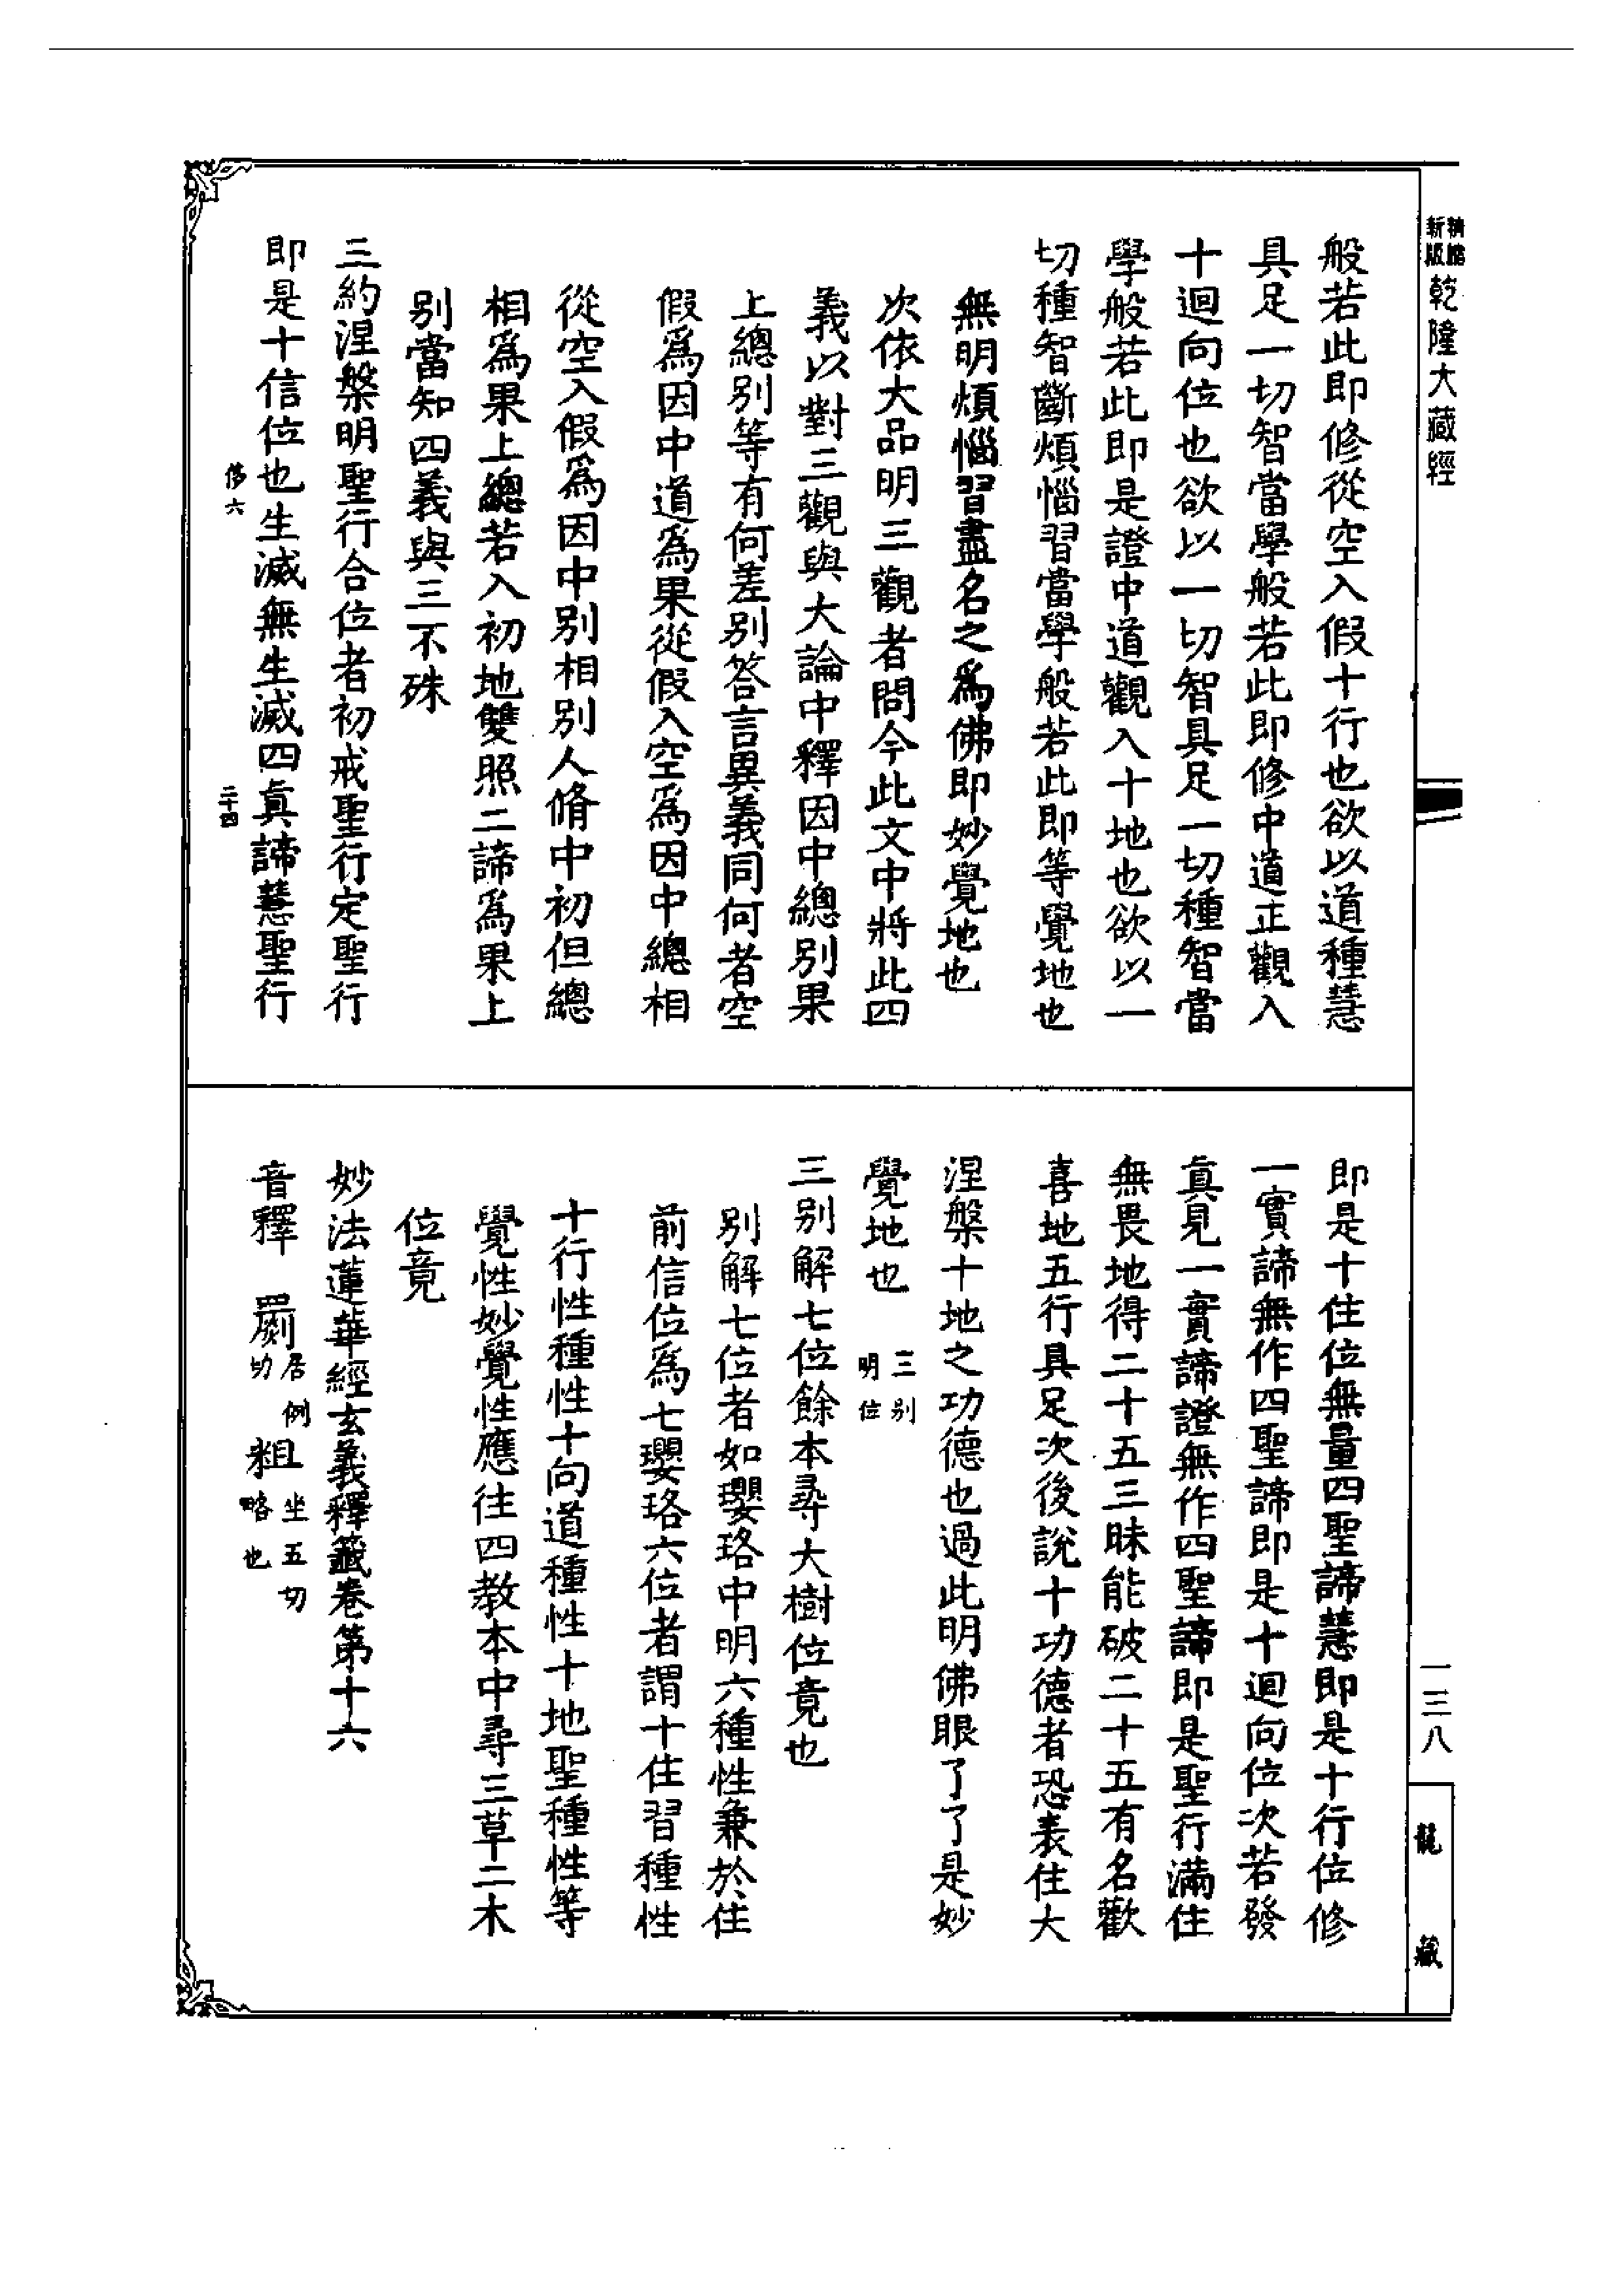 新版精縮乾隆大藏經
般若此即修從空入假十行也欲以道種慧
具足一切智當學般若此即修中道正觀入
十迴向位也欲以一切智具足一切種智當
學般若此即是證中道觀入十地也欲以一
切種智斷煩惱習當學般若此即等覺地也
無明煩惱習盡名之爲佛即妙覺地也
次依大品明三觀者問今此文中將此四
義以對三觀與大論中釋因中總別果
上總別等有何差別答言異義同何者空
假爲因中道爲果從假入空爲因中總相
從空入假爲因中別相別人脩中初但總
相爲果上總若入初地雙照二諦爲果上
別當知四義與三不殊
三約涅槃明聖行合位者初戒聖行定聖行
即是十信位也生滅無生滅四真諦慧聖行
侈六
二十四
即是十住位無量四聖諦慧即是十行位修
一實諦無作四聖諦即是十迴向位次若發
真見一實諦證無作四聖諦即是聖行滿住
無畏地得二十五三昧能破二十五有名歡
喜地五行具足次後說十功德者恐表住大
涅槃十地之功德也過此明佛眼了了是妙
覺地也 三別明位
三別解七位餘本尋大樹位竟也
別解七位者如瓔珞中明六種性兼於住
前信位爲七瓔珞六位者謂十住習種性
十行性種性十向道種性十地聖種性等
覺性妙覺性應往四教本中尋三草二木
位竟
妙法蓮華經玄義釋籤卷第十六
音釋 罽居例切 粗坐五切略也
一三八
龍藏